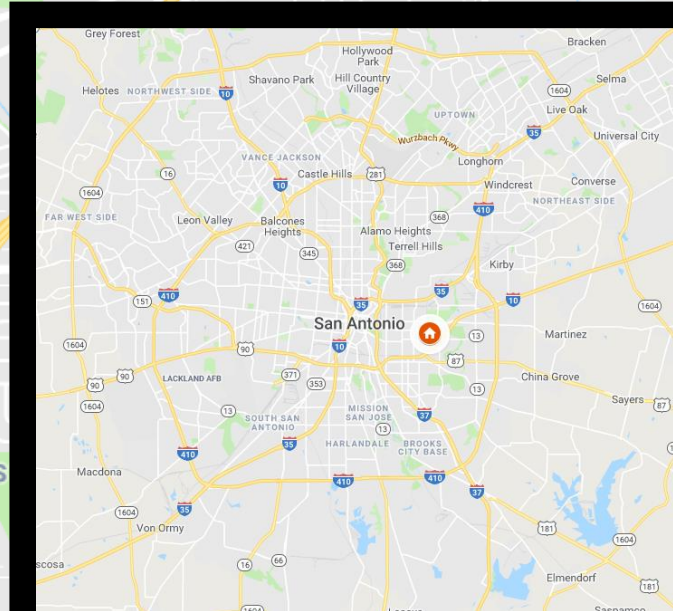 Grey Forest
Bracken
Hollywood
Park
Shavano Park
Hill Country
Village
Selma
Helotes
NORTHWEST SIDE
10
1604
Live Oak
UPTOWN
35
Universal City
Wurzbach Pkwy
VANCE JACKSON
Longhorn
16
Castle Hills
281
10
Windcrest
Converse
1604
NORTHEAST SIDE
410
FAR WEST SIDE
Leon Valley
Balcones
Heights
368
Alamo Heights
421
Terrell Hills
345
368
Kirby
410
35
35
10
151
1604
San Antonio
13
Martinez
1604
10
90
87
LACKLAND AFB
90
90
371
353
China Grove
13
1604
13
Sayers
87
MISSION
SAN JOSE
37
SOUTH SAN
ANTONIO
13
35
HARLANDALE
BROOKS
CITY BASE
410
Macdona
410
410
37
1604
35
Von Ormy
181
1604
66
16
181
scosa
Elmendorf
1604